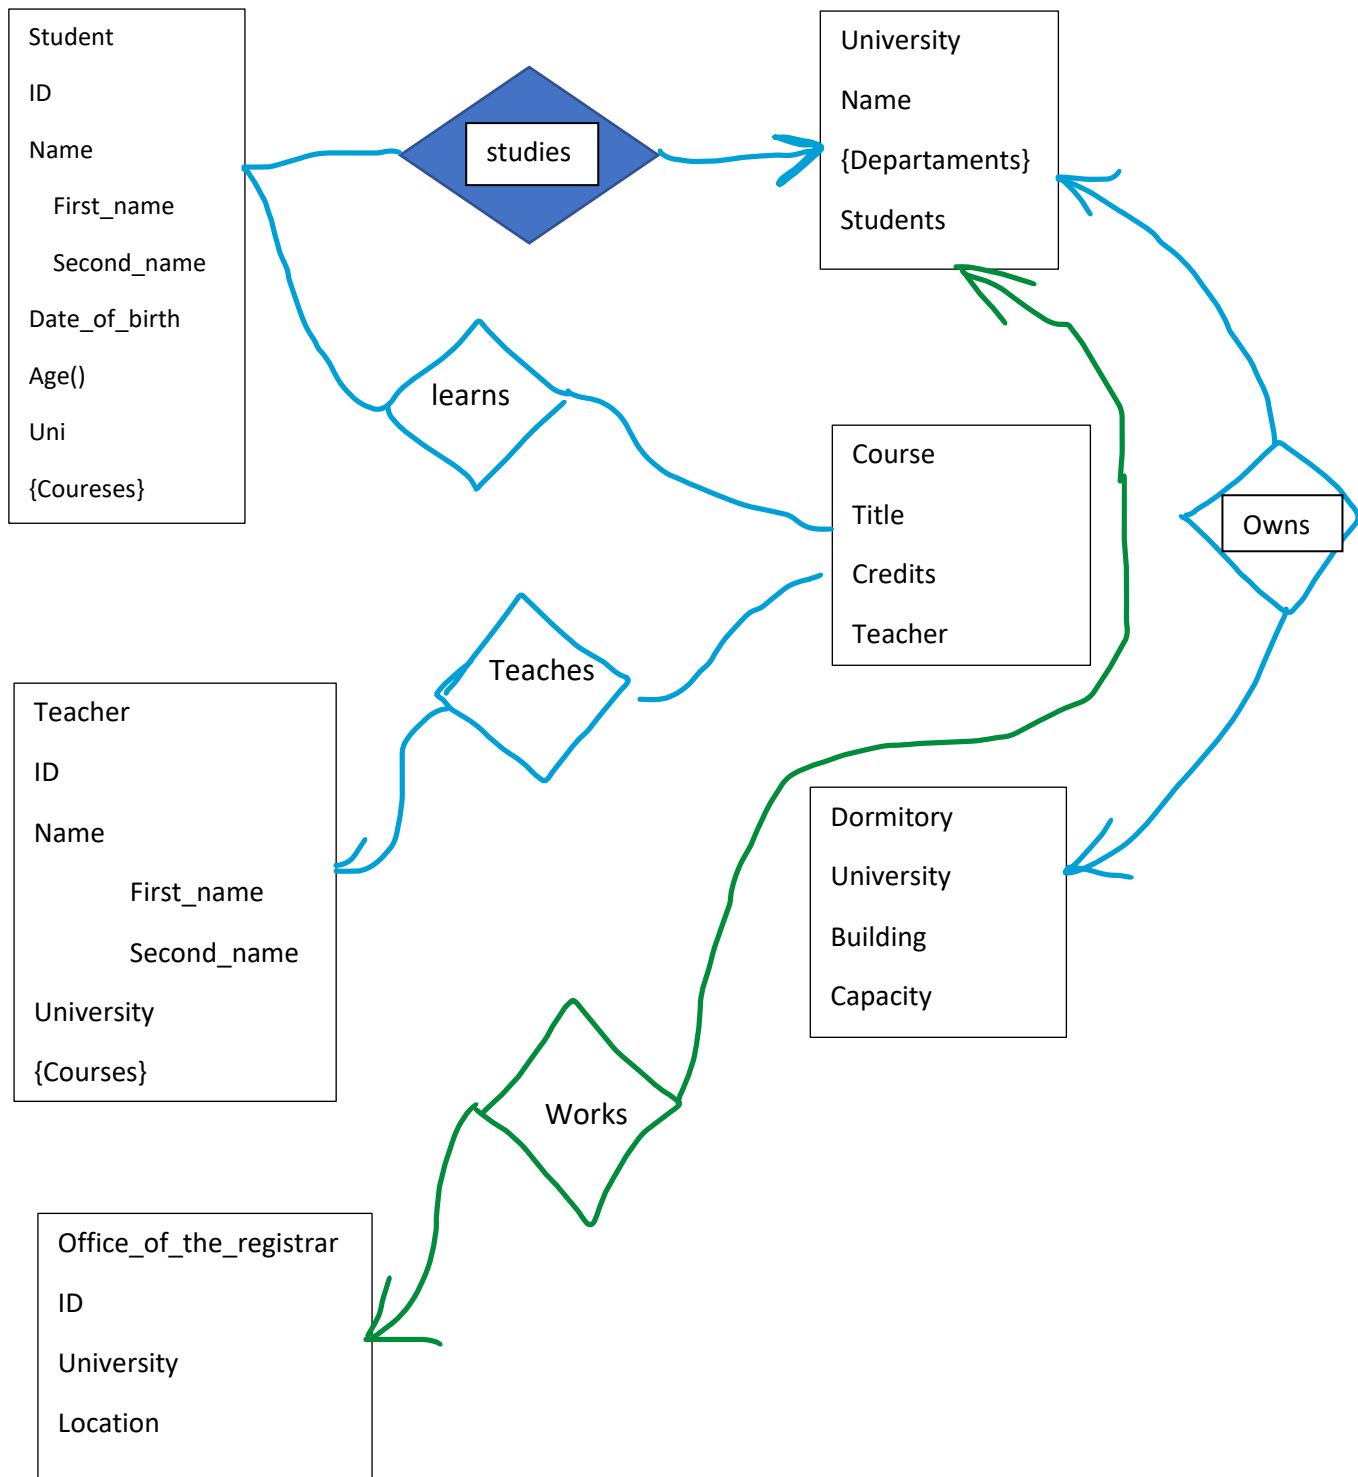 Student
ID
Name
First_name
Second_name
Date_of_birth
Age()
Uni
{Coureses}
studies
University
Name
{Departaments}
Students
learns
Course
Title
Credits
Teacher
Owns
Teaches
Teacher
ID
Name
First_name
Second_name
University
{Courses}
Dormitory
University
Building
Capacity
Works
Office_of_the_registrar
ID
University
Location